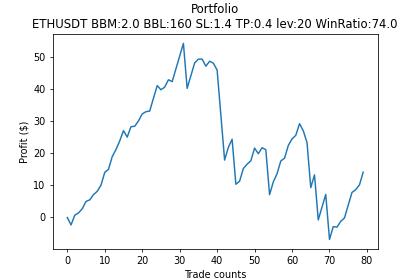 Portfolio
ETHUSDT BBM:2.0 BBL:160 SL:1.4 TP:0.4 lev:20 WinRatio:74.0
Profit ($)
50
40
30
20
10
0
0 10 20 30 40 50 60 70 80
Trade counts